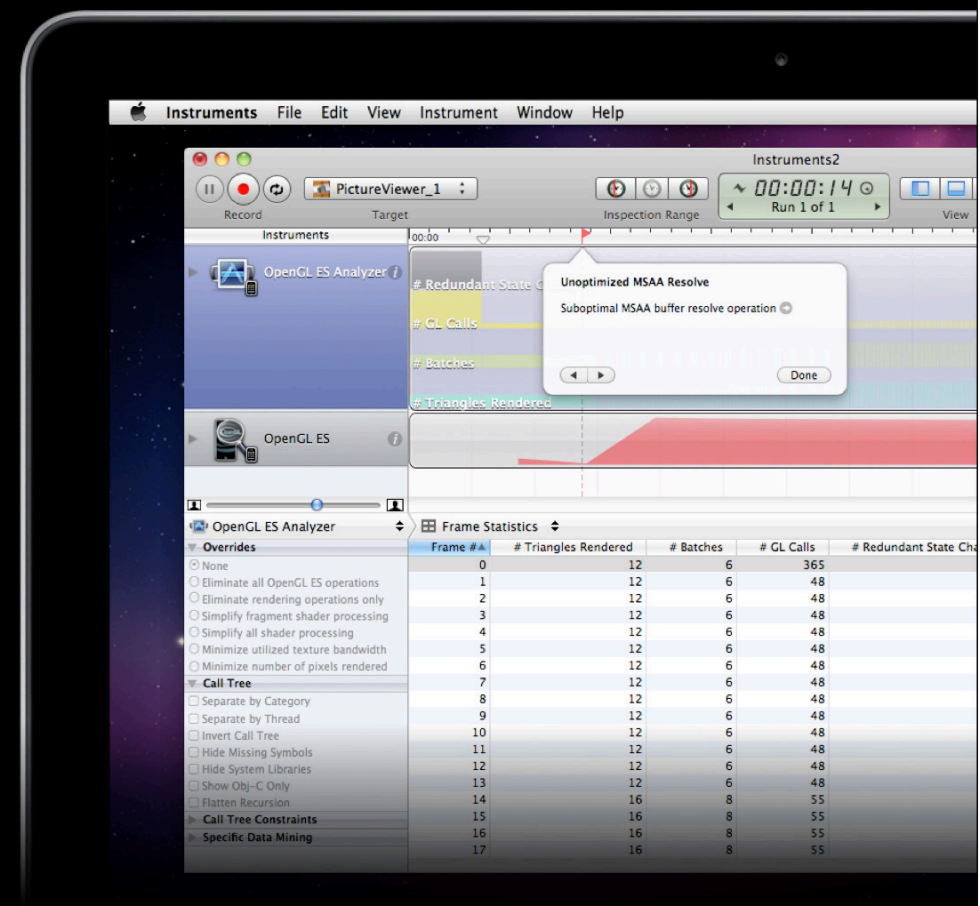 Instruments File Edit View Instrument Window Help
Instruments2
PictureViewer_1
00:00:14
Run 1 of 1
Record Target Inspection Range View
Instruments 00:00
OpenGL ES Analyzer
# Redundant State C
# GL Calls
# Batches
# Triangles Rendered
Unoptimized MSAA Resolve
Suboptimal MSAA buffer resolve operation
Done
OpenGL ES
OpenGL ES Analyzer Frame Statistics
Overrides
None
Eliminate all OpenGL ES operations
Eliminate rendering operations only
Simplify fragment shader processing
Simplify all shader processing
Minimize utilized texture bandwidth
Minimize number of pixels rendered
Call Tree
Separate by Category
Separate by Thread
Invert Call Tree
Hide Missing Symbols
Hide System Libraries
Show Obj-C Only
Flatten Recursion
Call Tree Constraints
Specific Data Mining
Frame # # Triangles Rendered # Batches # GL Calls # Redundant State Cha
0 12 6 365
1 12 6 48
2 12 6 48
3 12 6 48
4 12 6 48
5 12 6 48
6 12 6 48
7 12 6 48
8 12 6 48
9 12 6 48
10 12 6 48
11 12 6 48
12 12 6 48
13 12 6 48
14 16 8 55
15 16 8 55
16 16 8 55
17 16 8 55